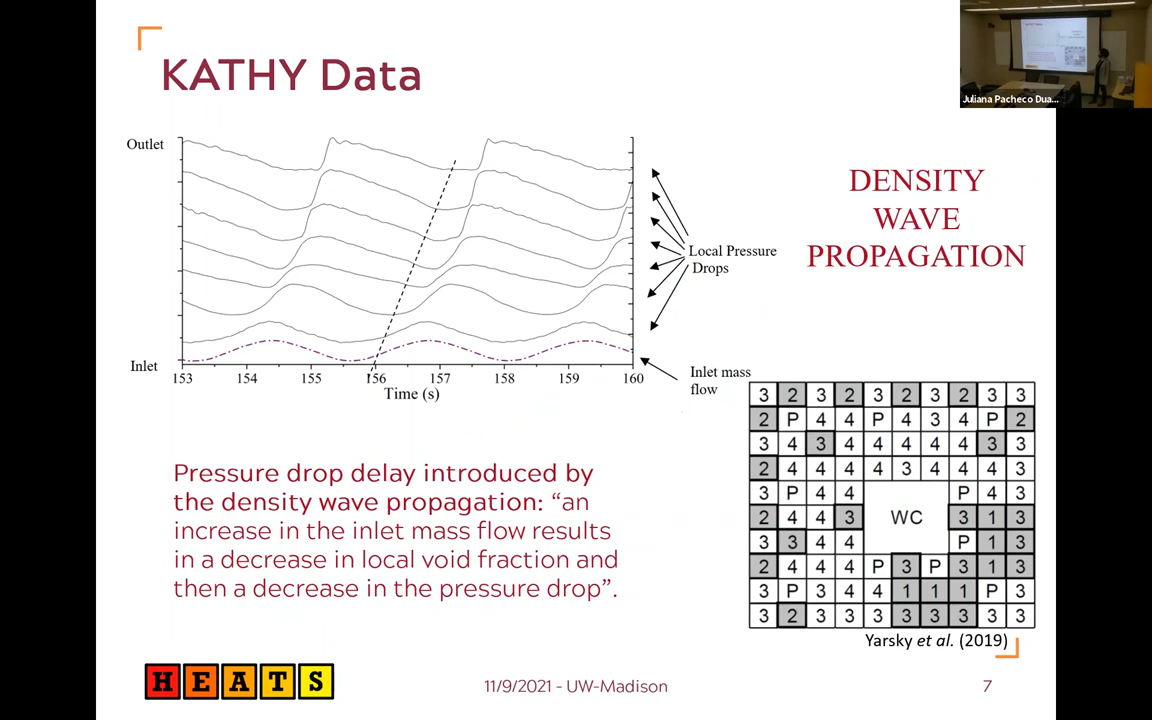 KATHY Data
Juliana Pacheco Dua...
Outlet
DENSITY
WAVE
PROPAGATION
Local Pressure
Drops
Inlet
153 154 155 156 157 158 159 160
Time (s)
Inlet mass
flow
3 2 3 2 3 2 3 2 3 3
2 P 4 4 P 4 3 4 P 2
3 4 3 4 4 4 4 4 3 3
2 4 4 4 4 3 4 4 4 3
3 P 4 4 P 4 3
2 4 4 3 WC 3 1 3
3 3 4 4 P 1 3
2 4 4 4 P 3 P 3 1 3
3 P 3 4 4 1 1 1 P 3
3 2 3 3 3 3 3 3 3 3
Yarsky et al. (2019)
Pressure drop delay introduced by
the density wave propagation: “an
increase in the inlet mass flow results
in a decrease in local void fraction and
then a decrease in the pressure drop”.
HEATS
11/9/2021 - UW-Madison
7